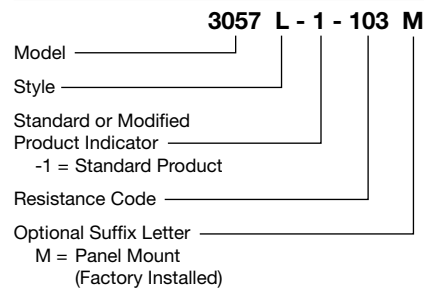 3057 L - 1 - 103 M
Model
Style
Standard or Modified
Product Indicator
-1 = Standard Product
Resistance Code
Optional Suffix Letter
M = Panel Mount
(Factory Installed)